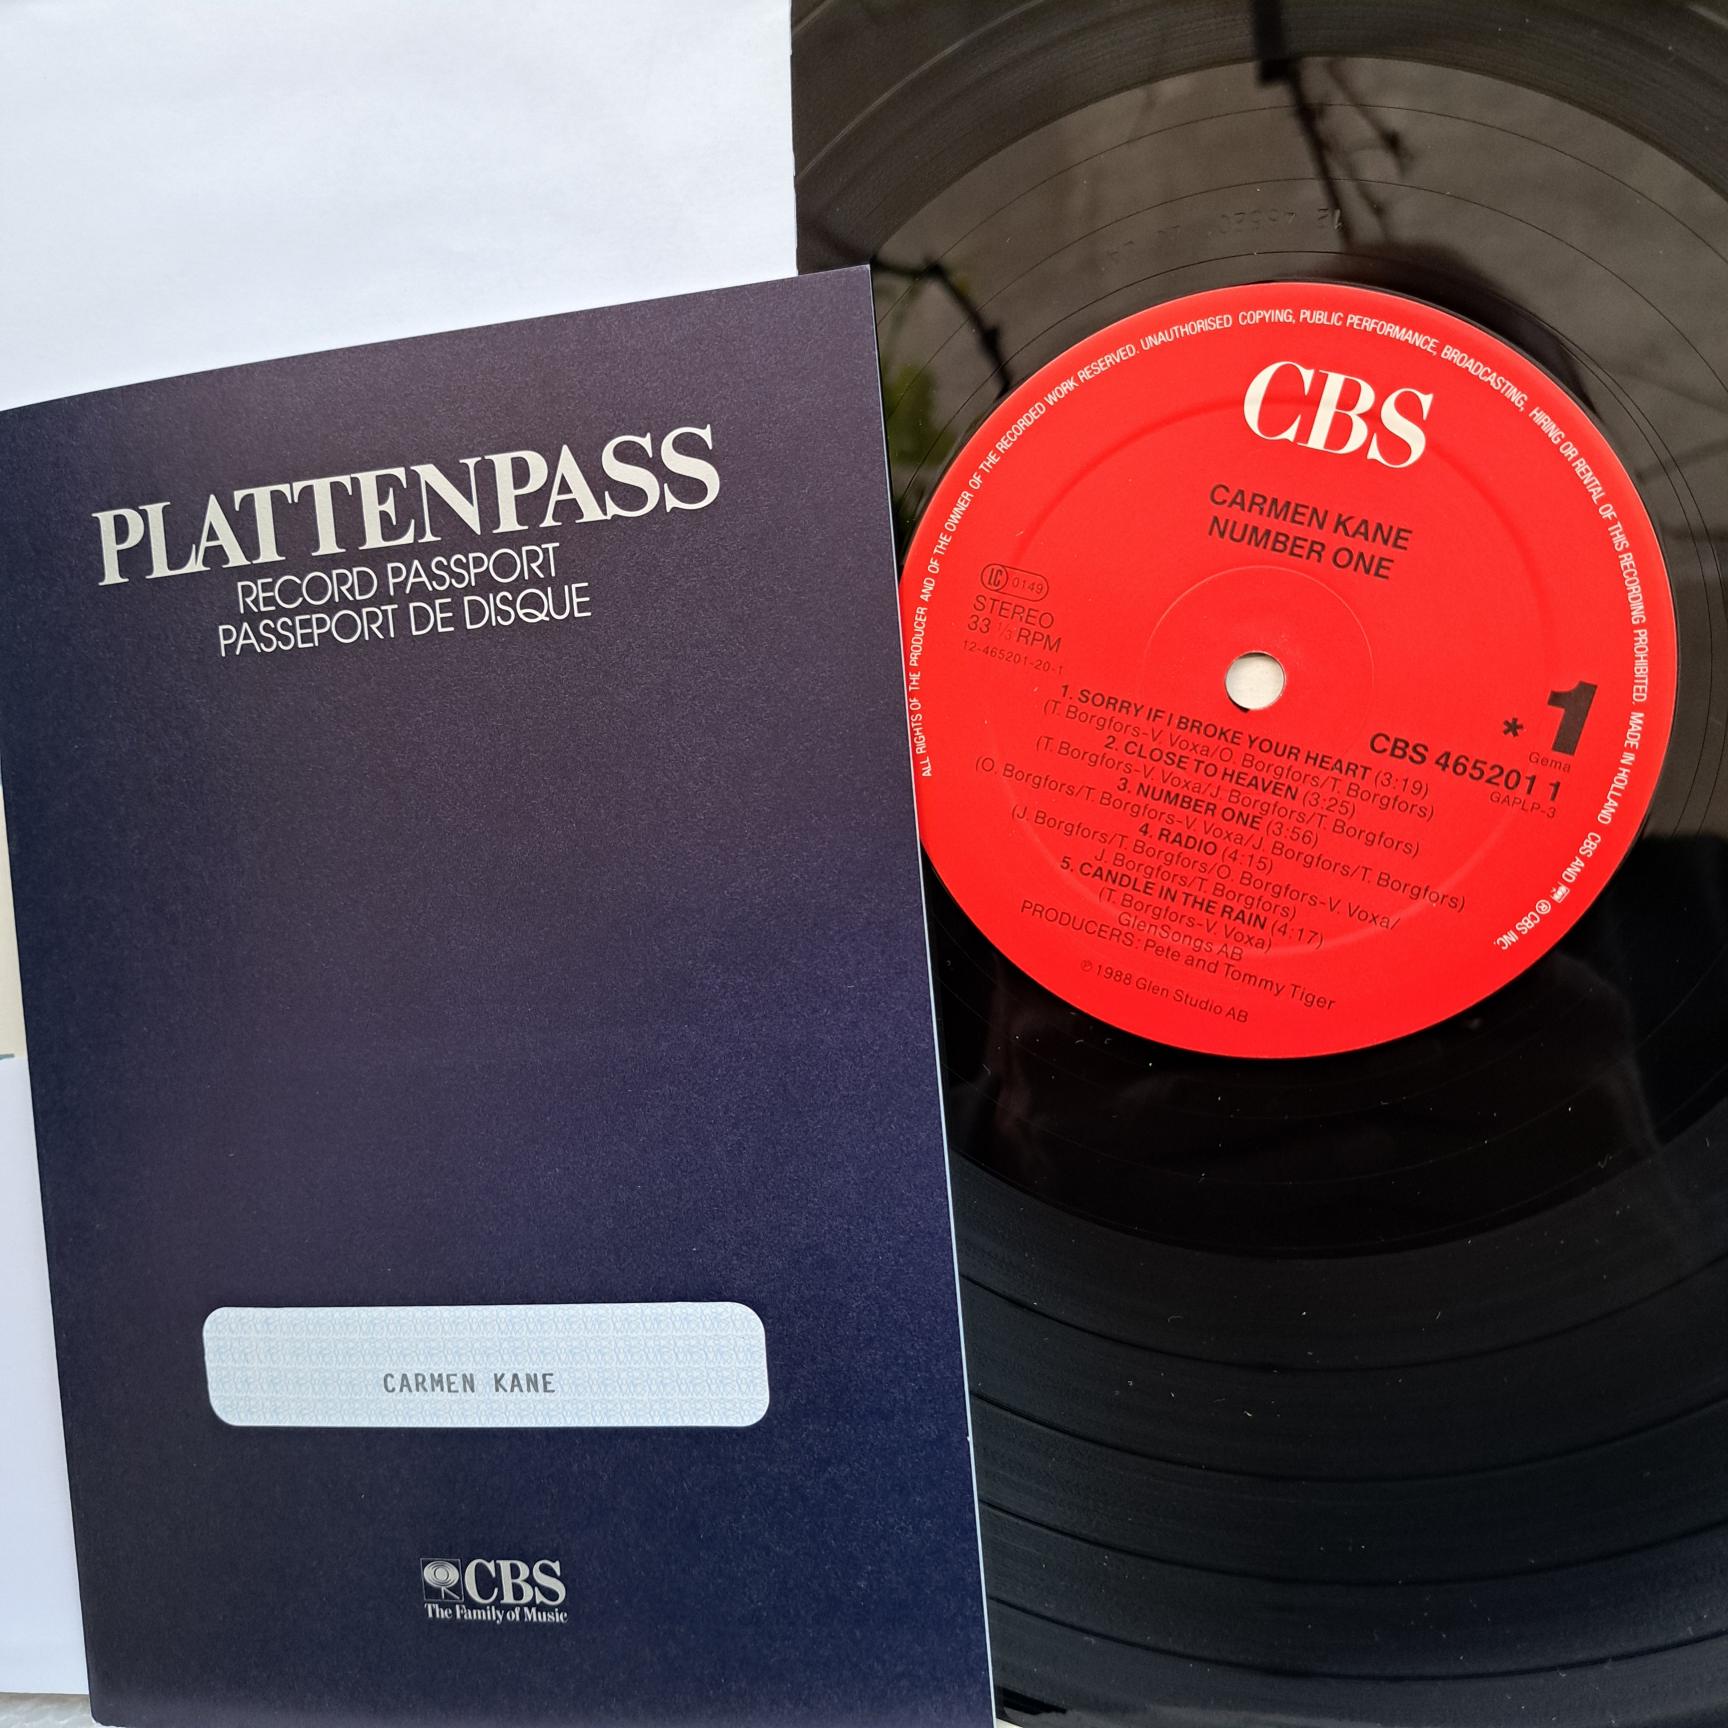 PLATTENPASS
RECORD PASSPORT
PASSEPORT DE DISQUE
CARMEN KANE
CBS
The Family of Music
ALL RIGHTS OF THE PRODUCER AND OF THE OWNER OF THE RECORDED WORK RESERVED. UNAUTHORISED COPYING, PUBLIC PERFORMANCE, BROADCASTING, HIRING OR RENTAL OF THIS RECORDING PROHIBITED. MADE IN HOLLAND CBS AND ® CBS INC.
CBS
CARMEN KANE
NUMBER ONE
LC 0149
STEREO
33 1/3 RPM
12-465201-20-1
* 1
Gema
CBS 465201 1
GAPLP-3
1. SORRY IF I BROKE YOUR HEART (3:19)
(T. Borgfors-V. Voxa/O. Borgfors/T. Borgfors)
2. CLOSE TO HEAVEN (3:25)
(T. Borgfors-V. Voxa/J. Borgfors/T. Borgfors)
3. NUMBER ONE (3:56)
(O. Borgfors/T. Borgfors-V. Voxa/J. Borgfors/T. Borgfors)
4. RADIO (4:15)
(J. Borgfors/T. Borgfors/O. Borgfors-V. Voxa/
J. Borgfors/T. Borgfors)
5. CANDLE IN THE RAIN (4:17)
(T. Borgfors-V. Voxa)
GlenSongs AB
PRODUCERS: Pete and Tommy Tiger
℗ 1988 Glen Studio AB